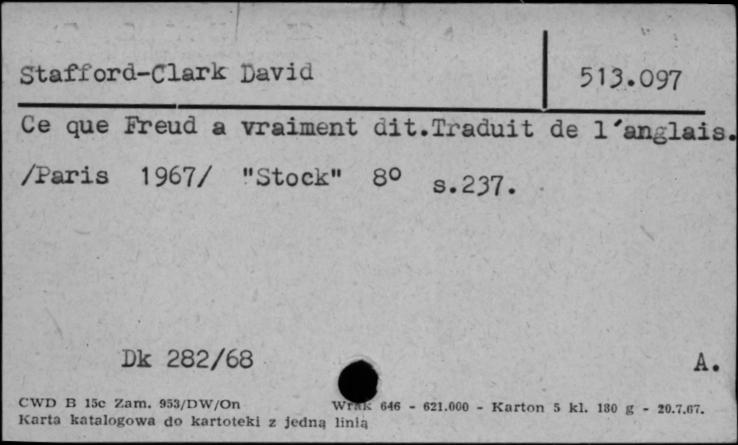 Stafford-Clark David
513.097
Ce que Freud a vraiment dit.Traduit de l'anglais.
/Paris 1967/ "Stock" 8° s.237.
Dk 282/68
A.
CWD B 15c Zam. 953/DW/On Wrak 646 - 621.000 - Karton 5 kl. 180 g - 20.7.67.
Karta katalogowa do kartoteki z jedną linią